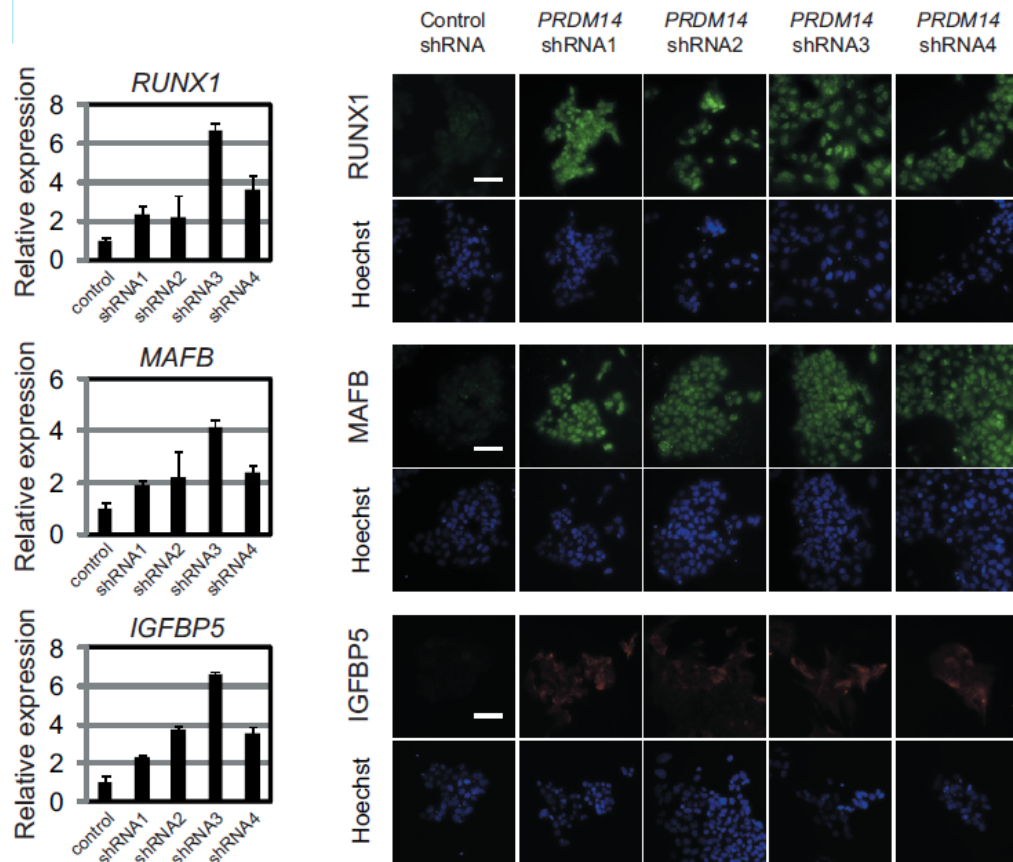 Control PRDM14 PRDM14 PRDM14 PRDM14
shRNA shRNA1 shRNA2 shRNA3 shRNA4
RUNX1
Relative expression
8
6
4
2
0
control
shRNA1
shRNA2
shRNA3
shRNA4
RUNX1
Hoechst
MAFB
Relative expression
6
4
2
0
control
shRNA1
shRNA2
shRNA3
shRNA4
MAFB
Hoechst
IGFBP5
Relative expression
8
6
4
2
0
control
shRNA1
shRNA2
shRNA3
shRNA4
IGFBP5
Hoechst